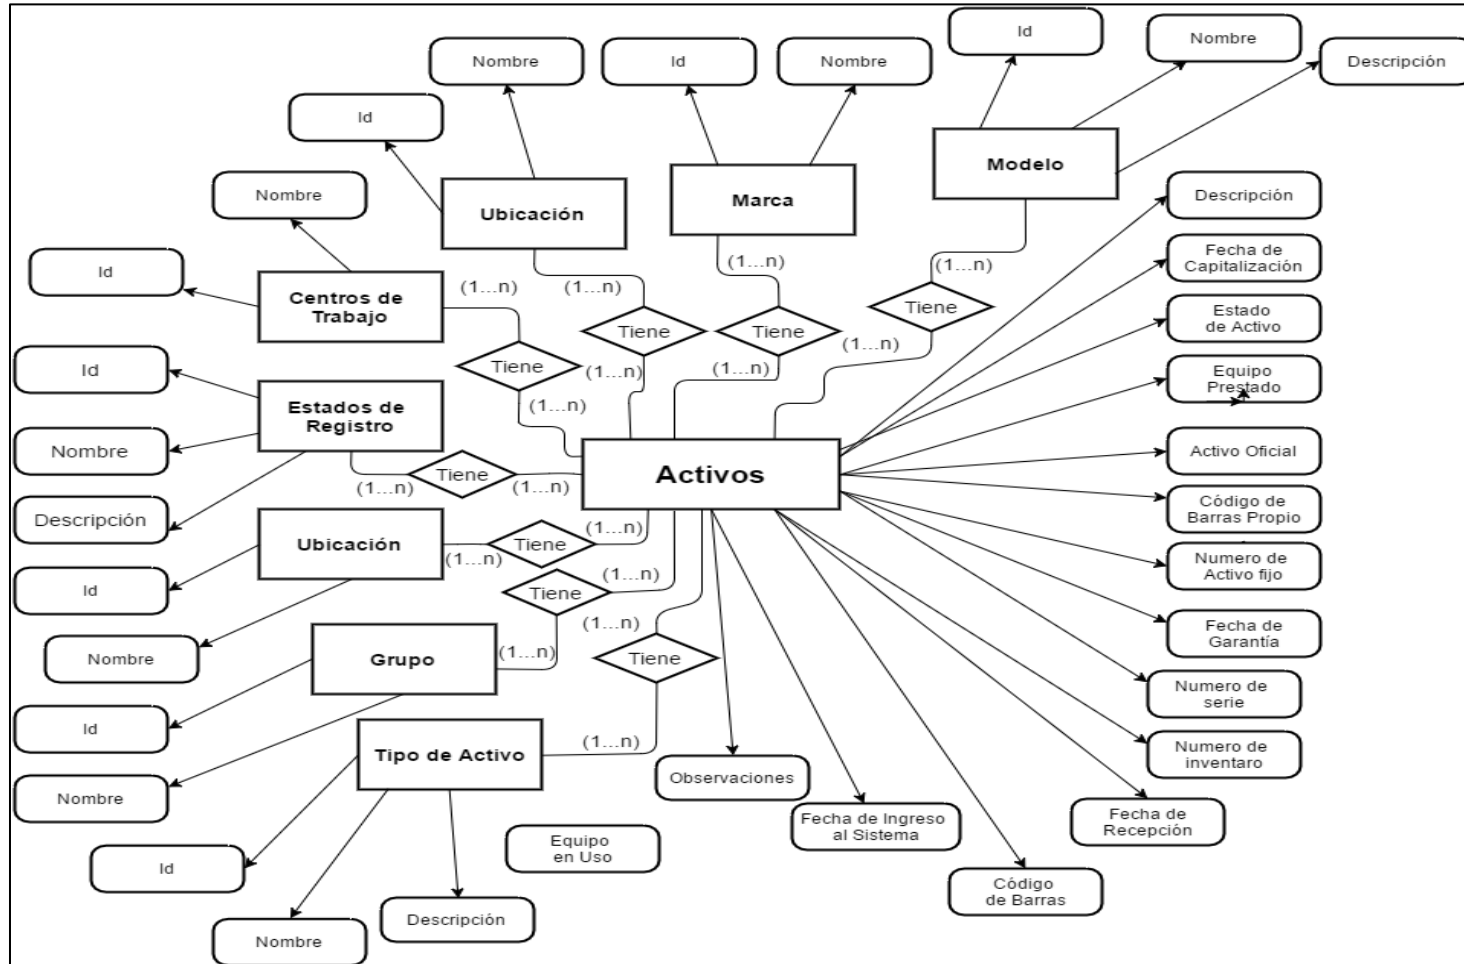 Id
Nombre
Nombre
Id
Nombre
Descripción
Id
Modelo
Nombre
Ubicación
Marca
Descripción
Id
Centros de
Trabajo
(1...n)
(1...n)
(1...n)
(1...n)
Fecha de
Capitalización
Tiene
Tiene
Tiene
Tiene
Estado
de Activo
Id
(1...n)
(1...n)
(1...n)
(1...n)
Equipo
Prestado
Estados de
Registro
Nombre
Tiene
(1...n)
(1...n)
Activos
Activo Oficial
Descripción
Código de
Barras Propio
Ubicación
(1...n)
Tiene
(1...n)
Numero de
Activo fijo
Id
Tiene
(1...n)
Nombre
Grupo
(1...n)
(1...n)
Tiene
Fecha de
Garantía
Numero de
serie
Id
Tipo de Activo
(1...n)
Numero de
inventaro
Nombre
Observaciones
Fecha de Ingreso
al Sistema
Fecha de
Recepción
Id
Equipo
en Uso
Código
de Barras
Nombre
Descripción